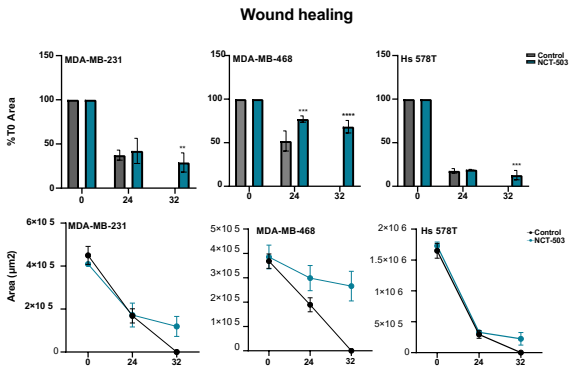 Wound healing
MDA-MB-231
MDA-MB-468
Hs 578T
Control
NCT-503
%T0 Area
150
100
50
0
0 24 32
**
150
100
50
0
0 24 32
***
****
150
100
50
0
0 24 32
***
MDA-MB-231
MDA-MB-468
Hs 578T
Control
NCT-503
Area (µm2)
6×10 5
4×10 5
2×10 5
0
0 24 32
5×10 5
4×10 5
3×10 5
2×10 5
1×10 5
0
0 24 32
2×10 6
2×10 6
1×10 6
5×10 5
0
0 24 32